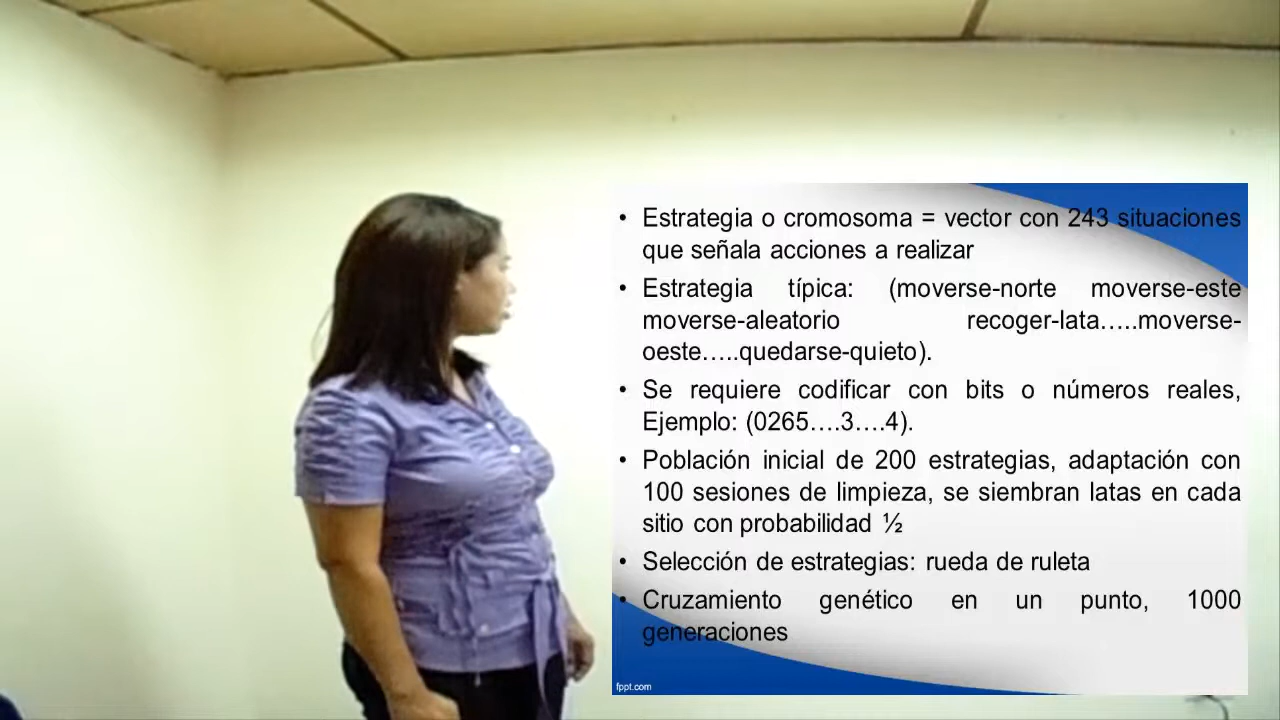 • Estrategia o cromosoma = vector con 243 situaciones
que señala acciones a realizar
• Estrategia típica: (moverse-norte moverse-este
moverse-aleatorio recoger-lata…..moverse-
oeste…..quedarse-quieto).
• Se requiere codificar con bits o números reales,
Ejemplo: (0265….3….4).
• Población inicial de 200 estrategias, adaptación con
100 sesiones de limpieza, se siembran latas en cada
sitio con probabilidad ½
• Selección de estrategias: rueda de ruleta
• Cruzamiento genético en un punto, 1000
generaciones
fppt.com